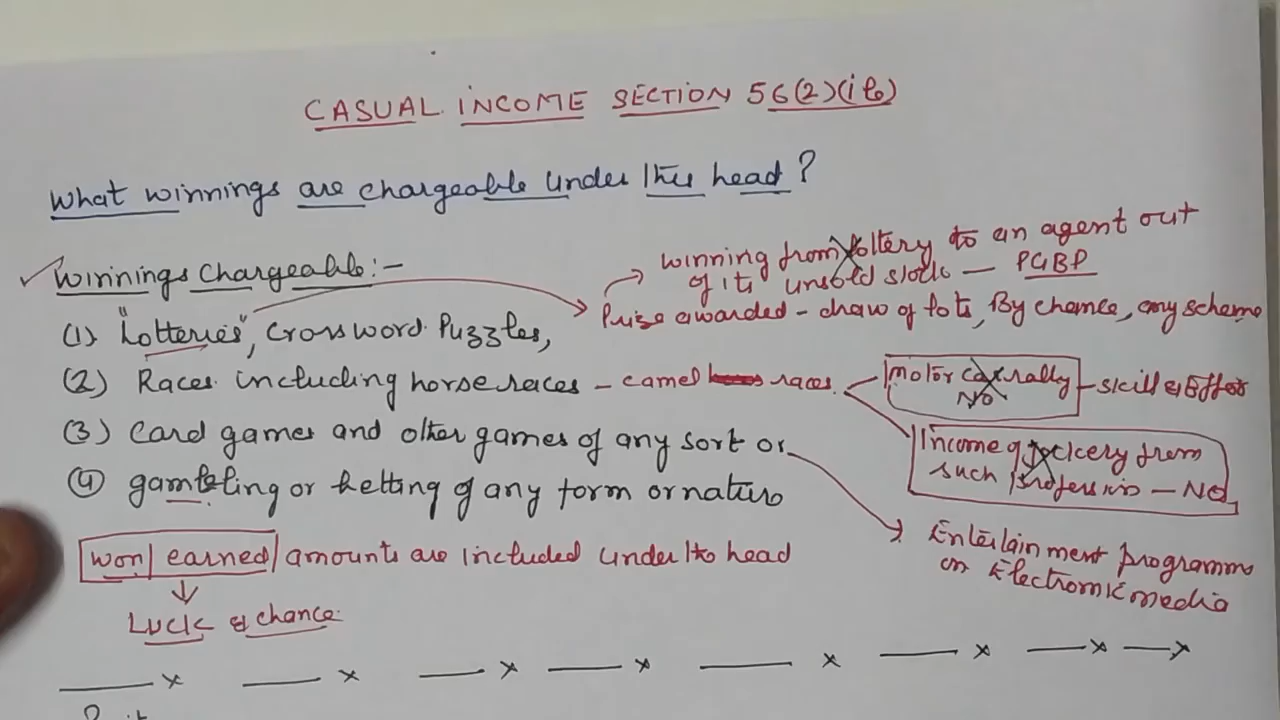 CASUAL INCOME SECTION 56(2)(ib)
What winnings are chargeable under this head?
Winnings Chargeable:-
winning from loltery to an agent out
of its unsold stock — PGBP
Prize awarded - draw of lots, By chance, any scheme
(1) "Lotteries", Crossword Puzzles,
(2) Races including horse races - camel races
Motor car rally - skill & Effor
NO
(3) Card games and other games of any sort or
Income of jockery from
such profession - NO
(4) gambling or betting of any form or nature
Entertainment programme
on Electronic media
won/earned/ amounts are included under the head
Luck & chance